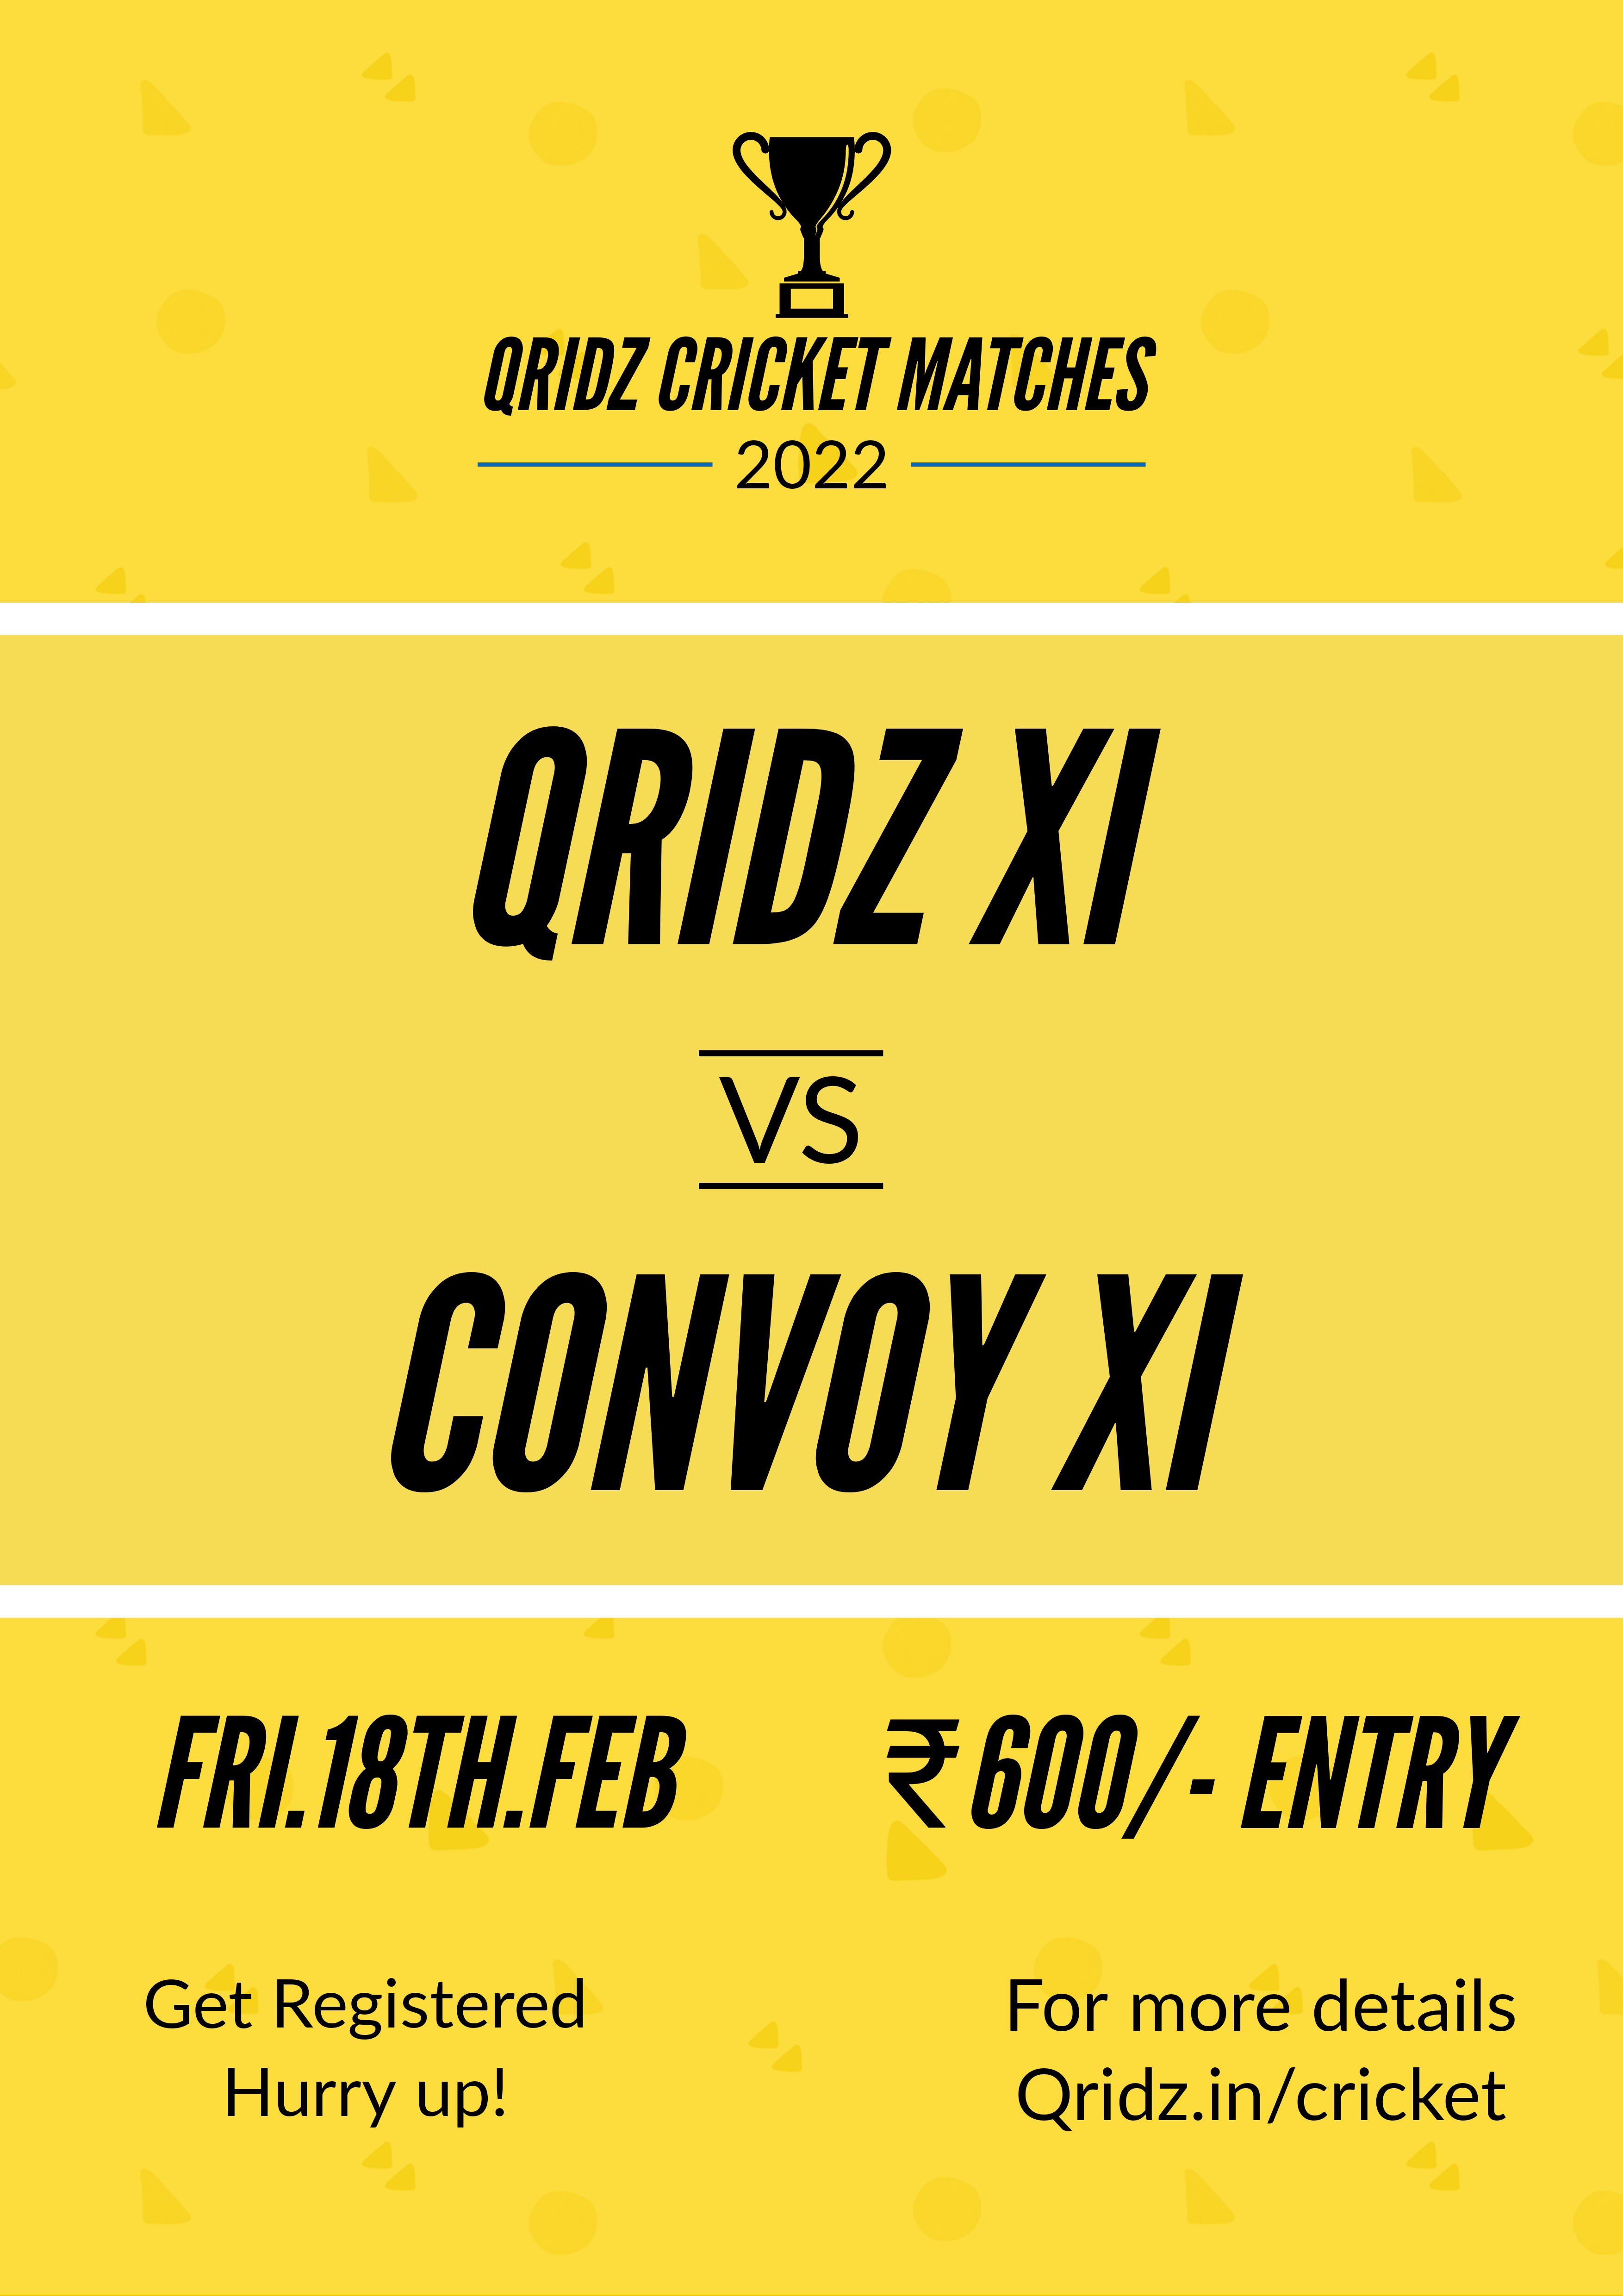 QRIDZ CRICKET MATCHES
2022
QRIDZ XI
VS
CONVOY XI
FRI.18TH.FEB
₹600/- ENTRY
Get Registered
Hurry up!
For more details
Qridz.in/cricket